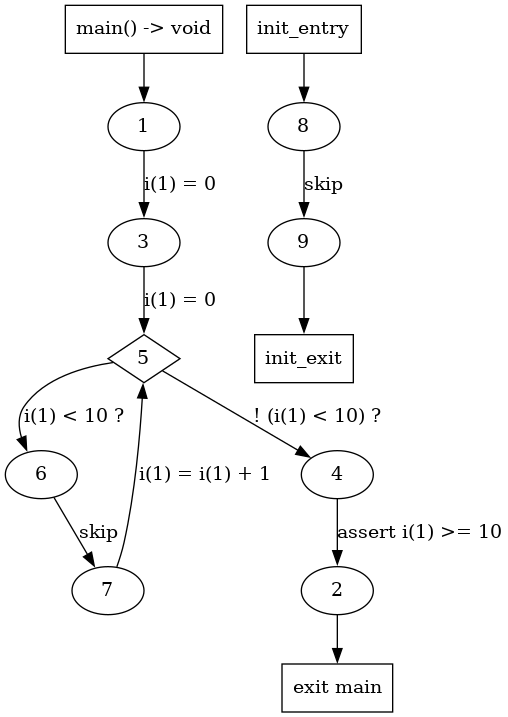 main() -> void
init_entry
1
8
i(1) = 0
skip
3
9
i(1) = 0
5
init_exit
i(1) < 10 ?
! (i(1) < 10) ?
6
i(1) = i(1) + 1
4
skip
assert i(1) >= 10
7
2
exit main